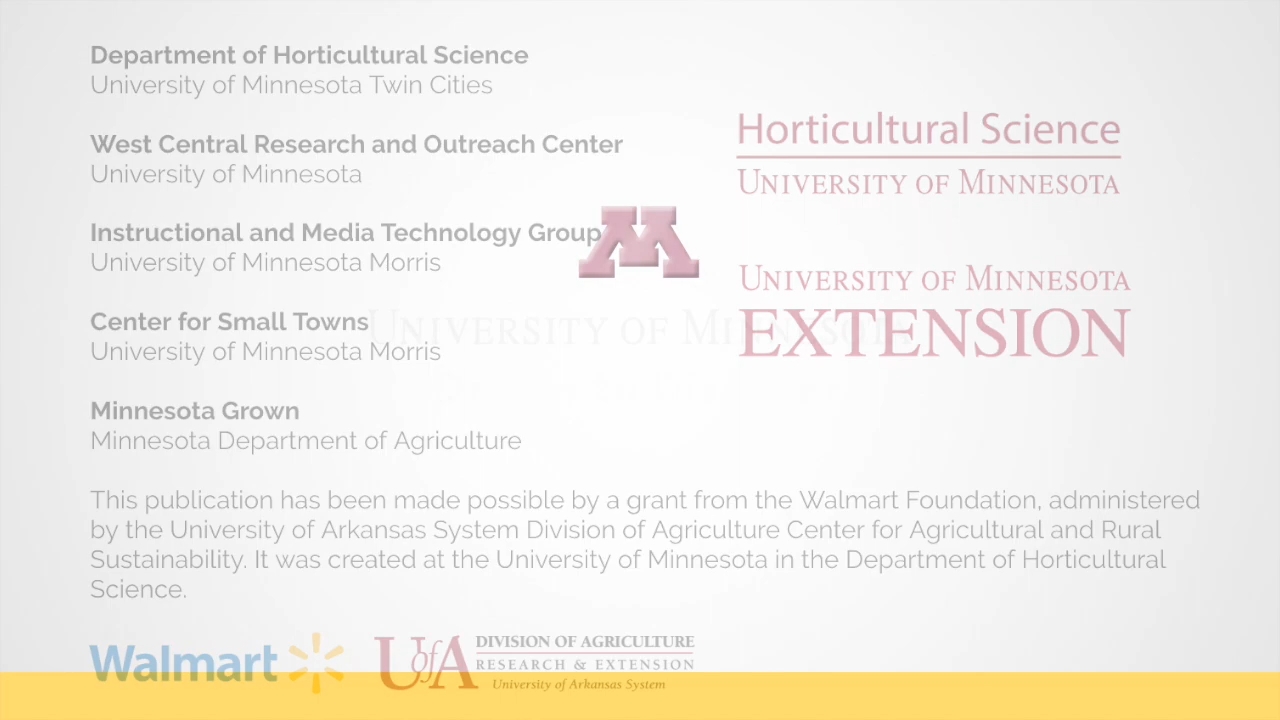 Department of Horticultural Science
University of Minnesota Twin Cities
West Central Research and Outreach Center
University of Minnesota
Instructional and Media Technology Group
University of Minnesota Morris
Center for Small Towns
University of Minnesota Morris
Minnesota Grown
Minnesota Department of Agriculture
Horticultural Science
UNIVERSITY OF MINNESOTA
M
UNIVERSITY OF MINNESOTA
EXTENSION
UNIVERSITY OF MINNESOTA
This publication has been made possible by a grant from the Walmart Foundation, administered
by the University of Arkansas System Division of Agriculture Center for Agricultural and Rural
Sustainability. It was created at the University of Minnesota in the Department of Horticultural
Science.
Walmart
UofA
DIVISION OF AGRICULTURE
RESEARCH & EXTENSION
University of Arkansas System